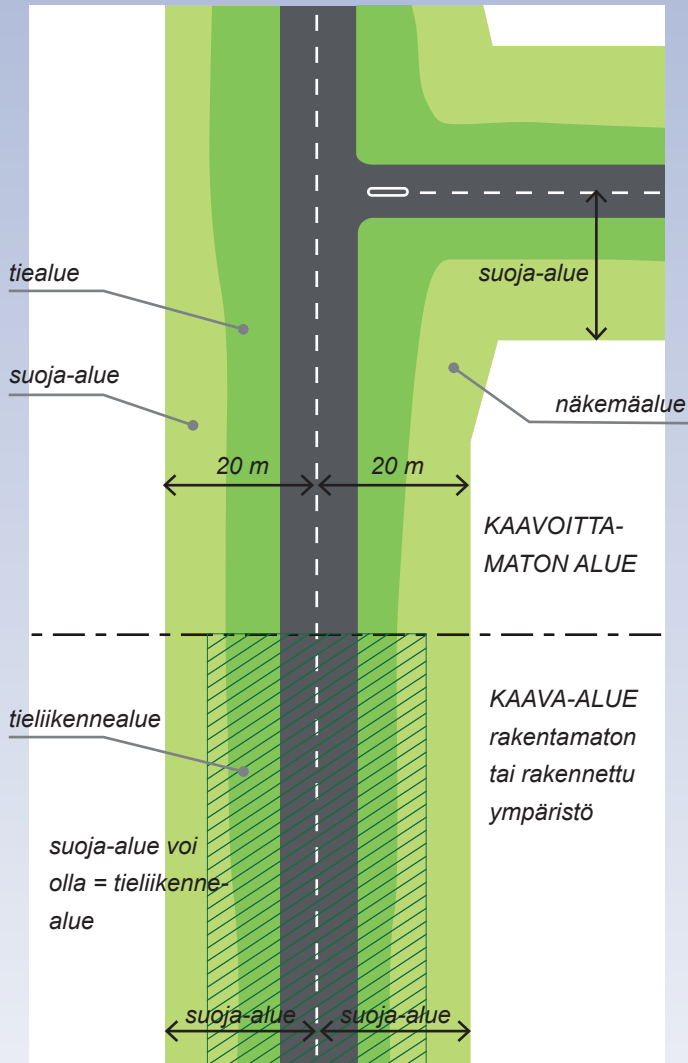 tiealue
suoja-alue
suoja-alue
näkemäalue
20 m
20 m
KAAVOITTA-
MATON ALUE
tieliikennealue
KAAVA-ALUE
rakentamaton
tai rakennettu
ympäristö
suoja-alue voi
olla = tieliikenne-
alue
suoja-alue
suoja-alue